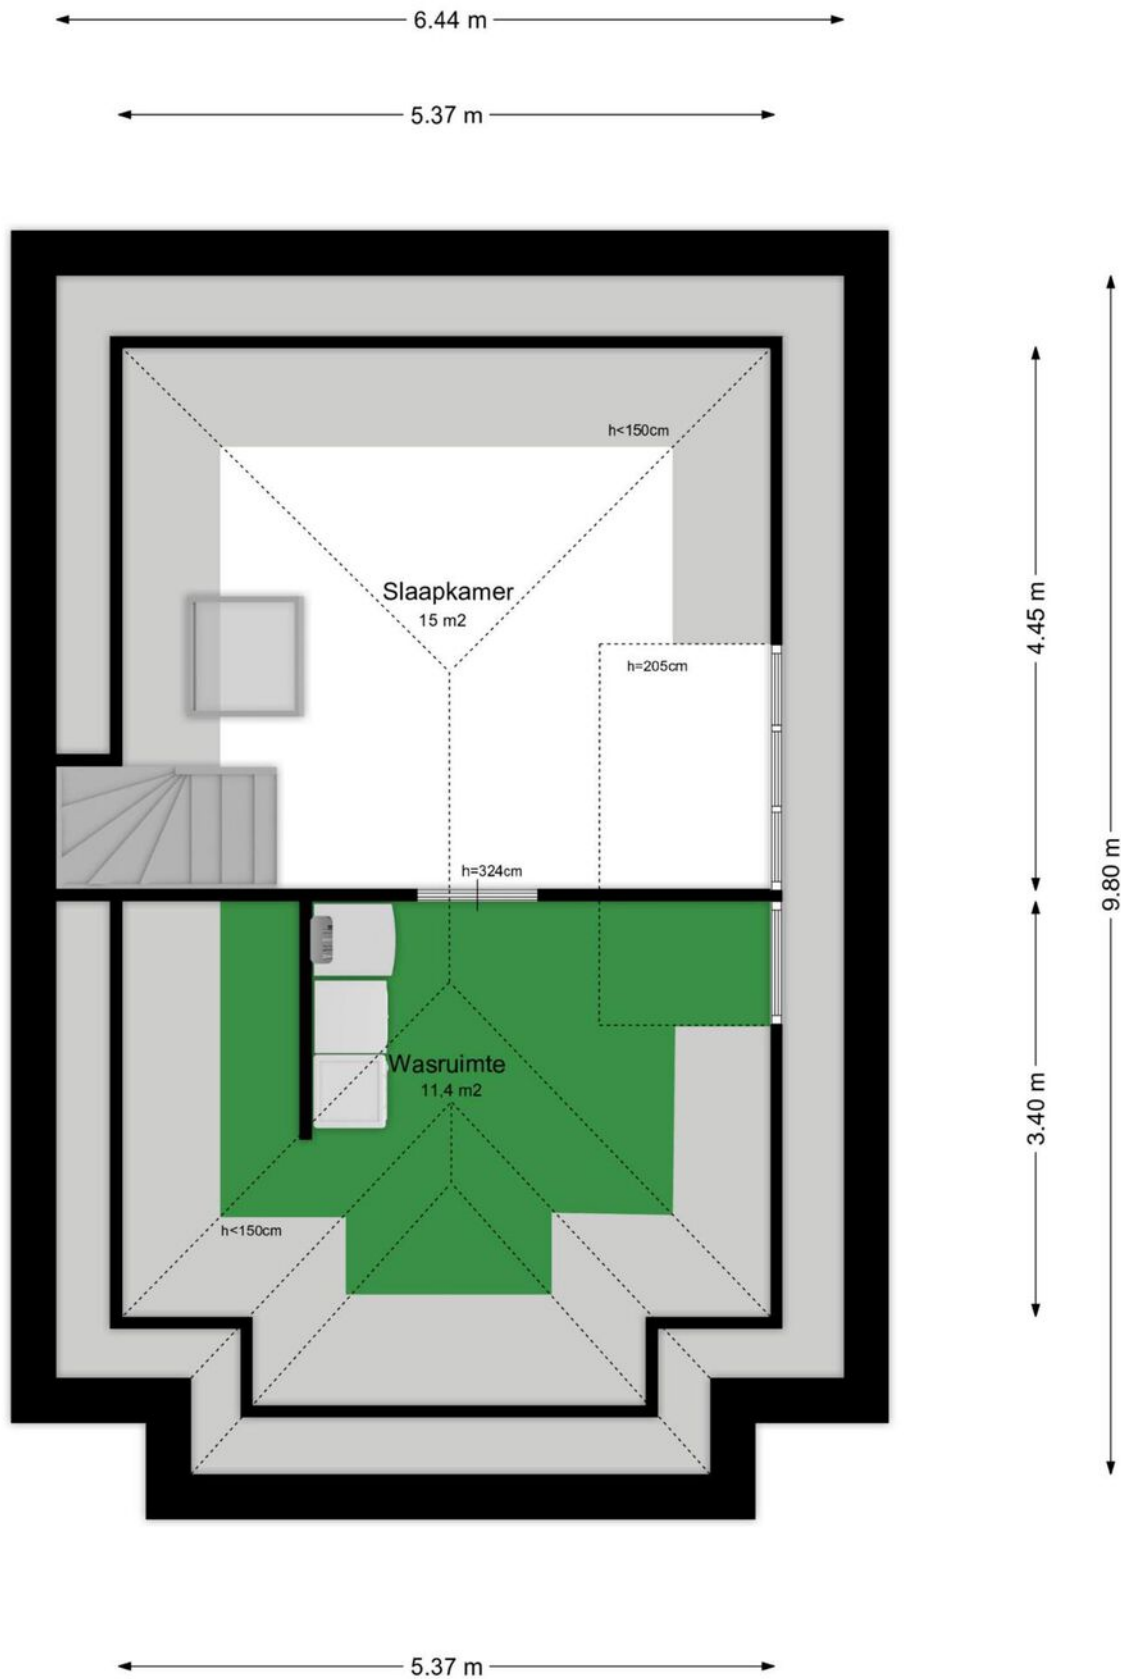 6.44 m
5.37 m
h<150cm
Slaapkamer
15 m2
4.45 m
h=205cm
h=324cm
9.80 m
Wasruimte
11,4 m2
3.40 m
h<150cm
5.37 m